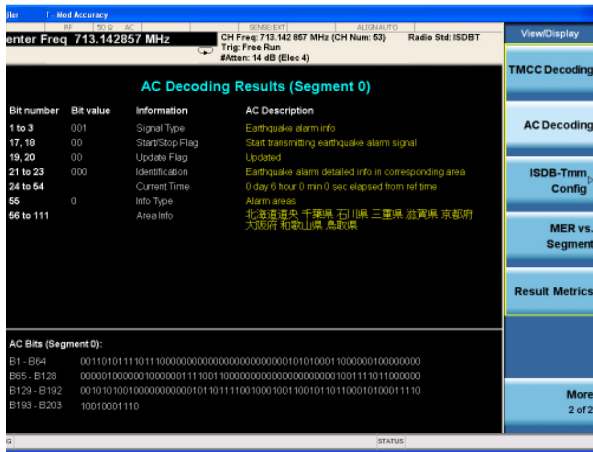 - Mod Accuracy
RF 50 Ω AC SENSE:EXT ALIGN AUTO
enter Freq 713.142857 MHz
CH Freq: 713.142 857 MHz (CH Num: 53) Radio Std: ISDBT
Trig: Free Run
#Atten: 14 dB (Elec 4)
AC Decoding Results (Segment 0)
Bit number Bit value Information AC Description
1 to 3 001 Signal Type Earthquake alarm info
17, 18 00 Start/Stop Flag Start transmitting earthquake alarm signal
19, 20 00 Update Flag Updated
21 to 23 000 Identification Earthquake alarm detailed info in corresponding area
24 to 54 Current Time 0 day 6 hour 0 min 0 sec elapsed from ref time
55 0 Info Type Alarm areas
56 to 111 Area Info 北海道道央 千葉県 石川県 三重県 滋賀県 京都府
大阪府 和歌山県 鳥取県
AC Bits (Segment 0):
B1 - B64
B65 - B128
B129 - B192
B193 - B203 10010001110
STATUS
View/Display
TMCC Decoding
AC Decoding
ISDB-Tmm
Config
MER vs.
Segment
Result Metrics
More
2 of 2